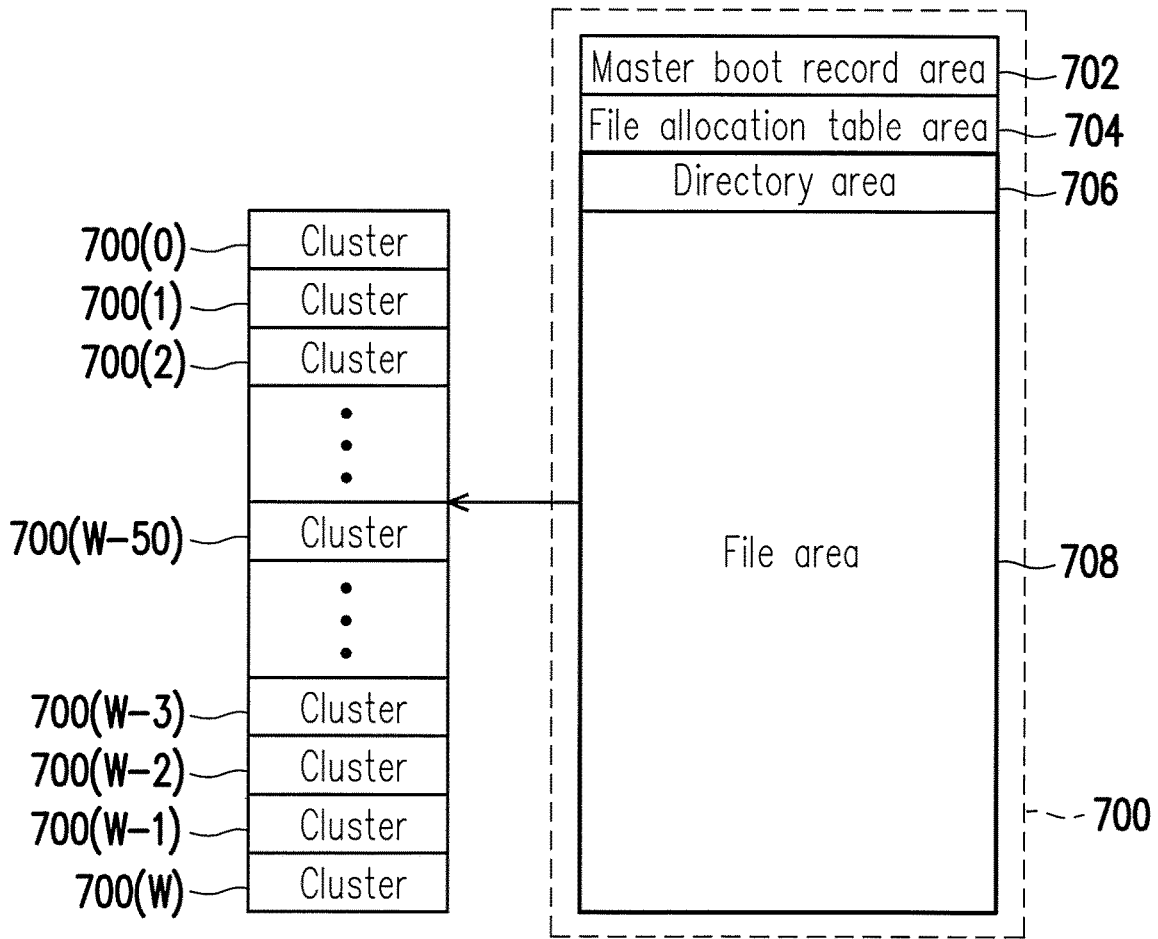 Master boot record area 702
File allocation table area 704
Directory area 706
700(0) Cluster
700(1) Cluster
700(2) Cluster
700(W-50) Cluster
File area 708
700(W-3) Cluster
700(W-2) Cluster
700(W-1) Cluster
700
700(W) Cluster